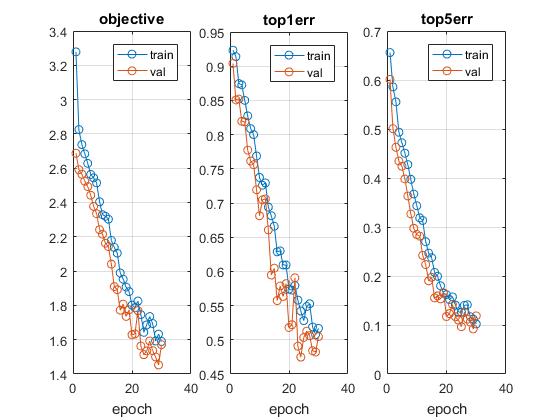 objective
3.4
3.2
3
2.8
2.6
2.4
2.2
2
1.8
1.6
1.4
0 20 40
epoch
train
val
top1err
0.95
0.9
0.85
0.8
0.75
0.7
0.65
0.6
0.55
0.5
0.45
0 20 40
epoch
train
val
top5err
0.7
0.6
0.5
0.4
0.3
0.2
0.1
0
0 20 40
epoch
train
val